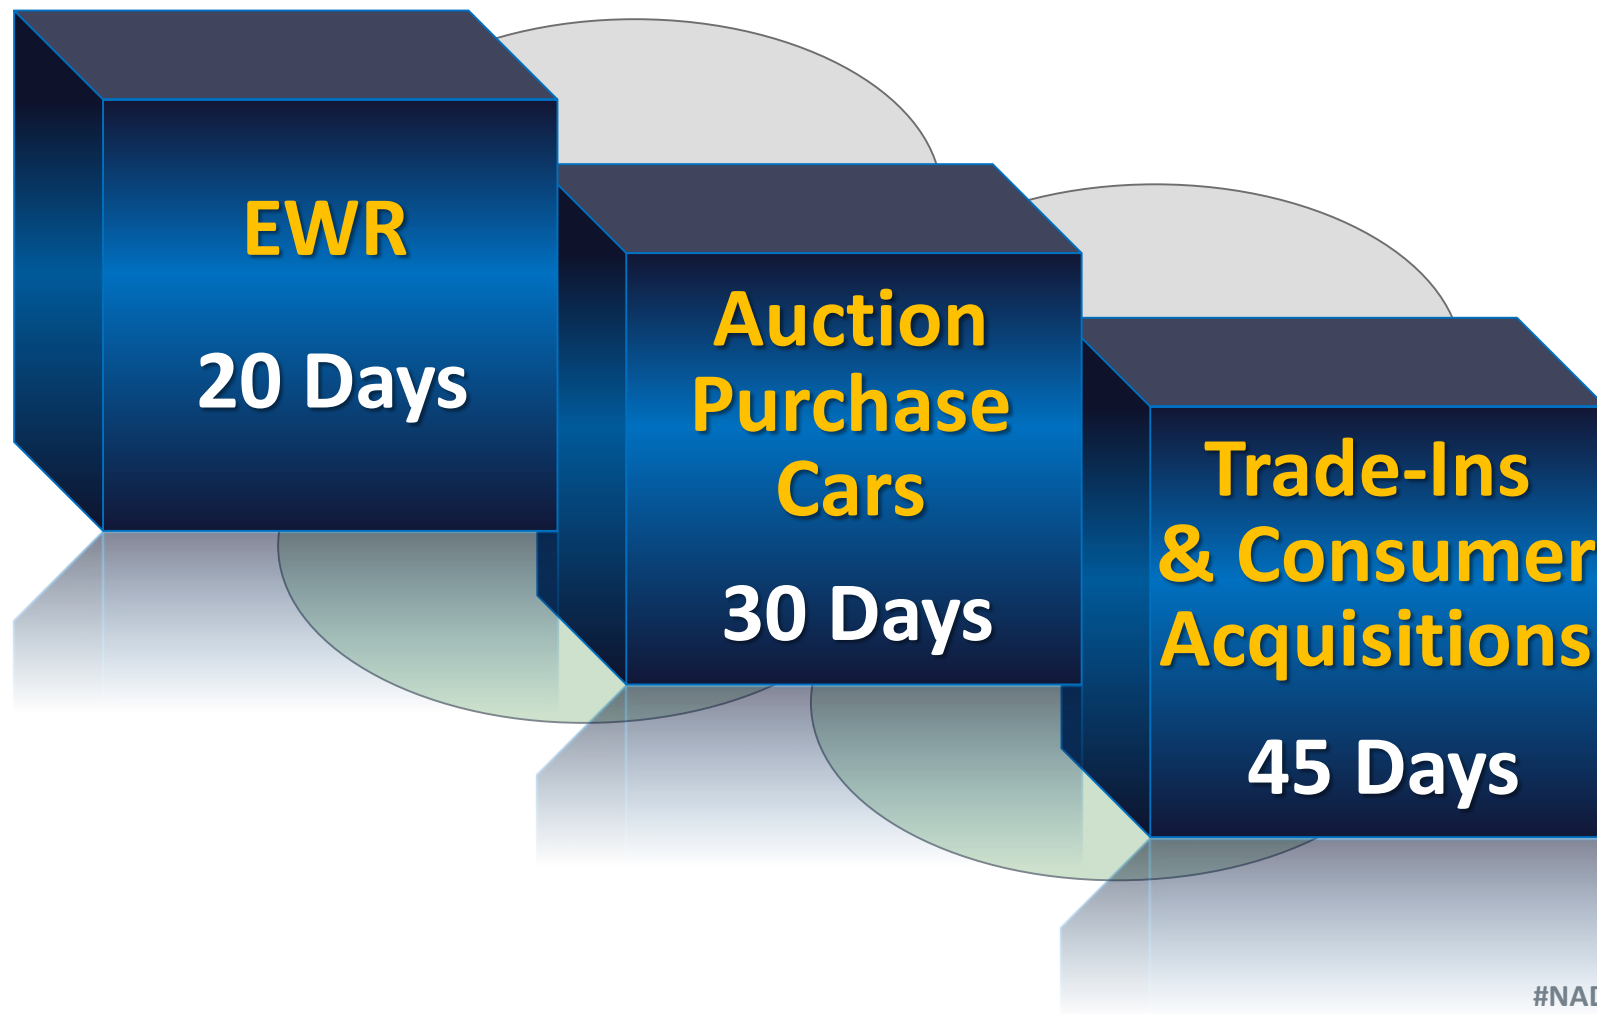 EWR
20 Days
Auction
Purchase
Cars
30 Days
Trade-Ins
& Consumer
Acquisitions
45 Days